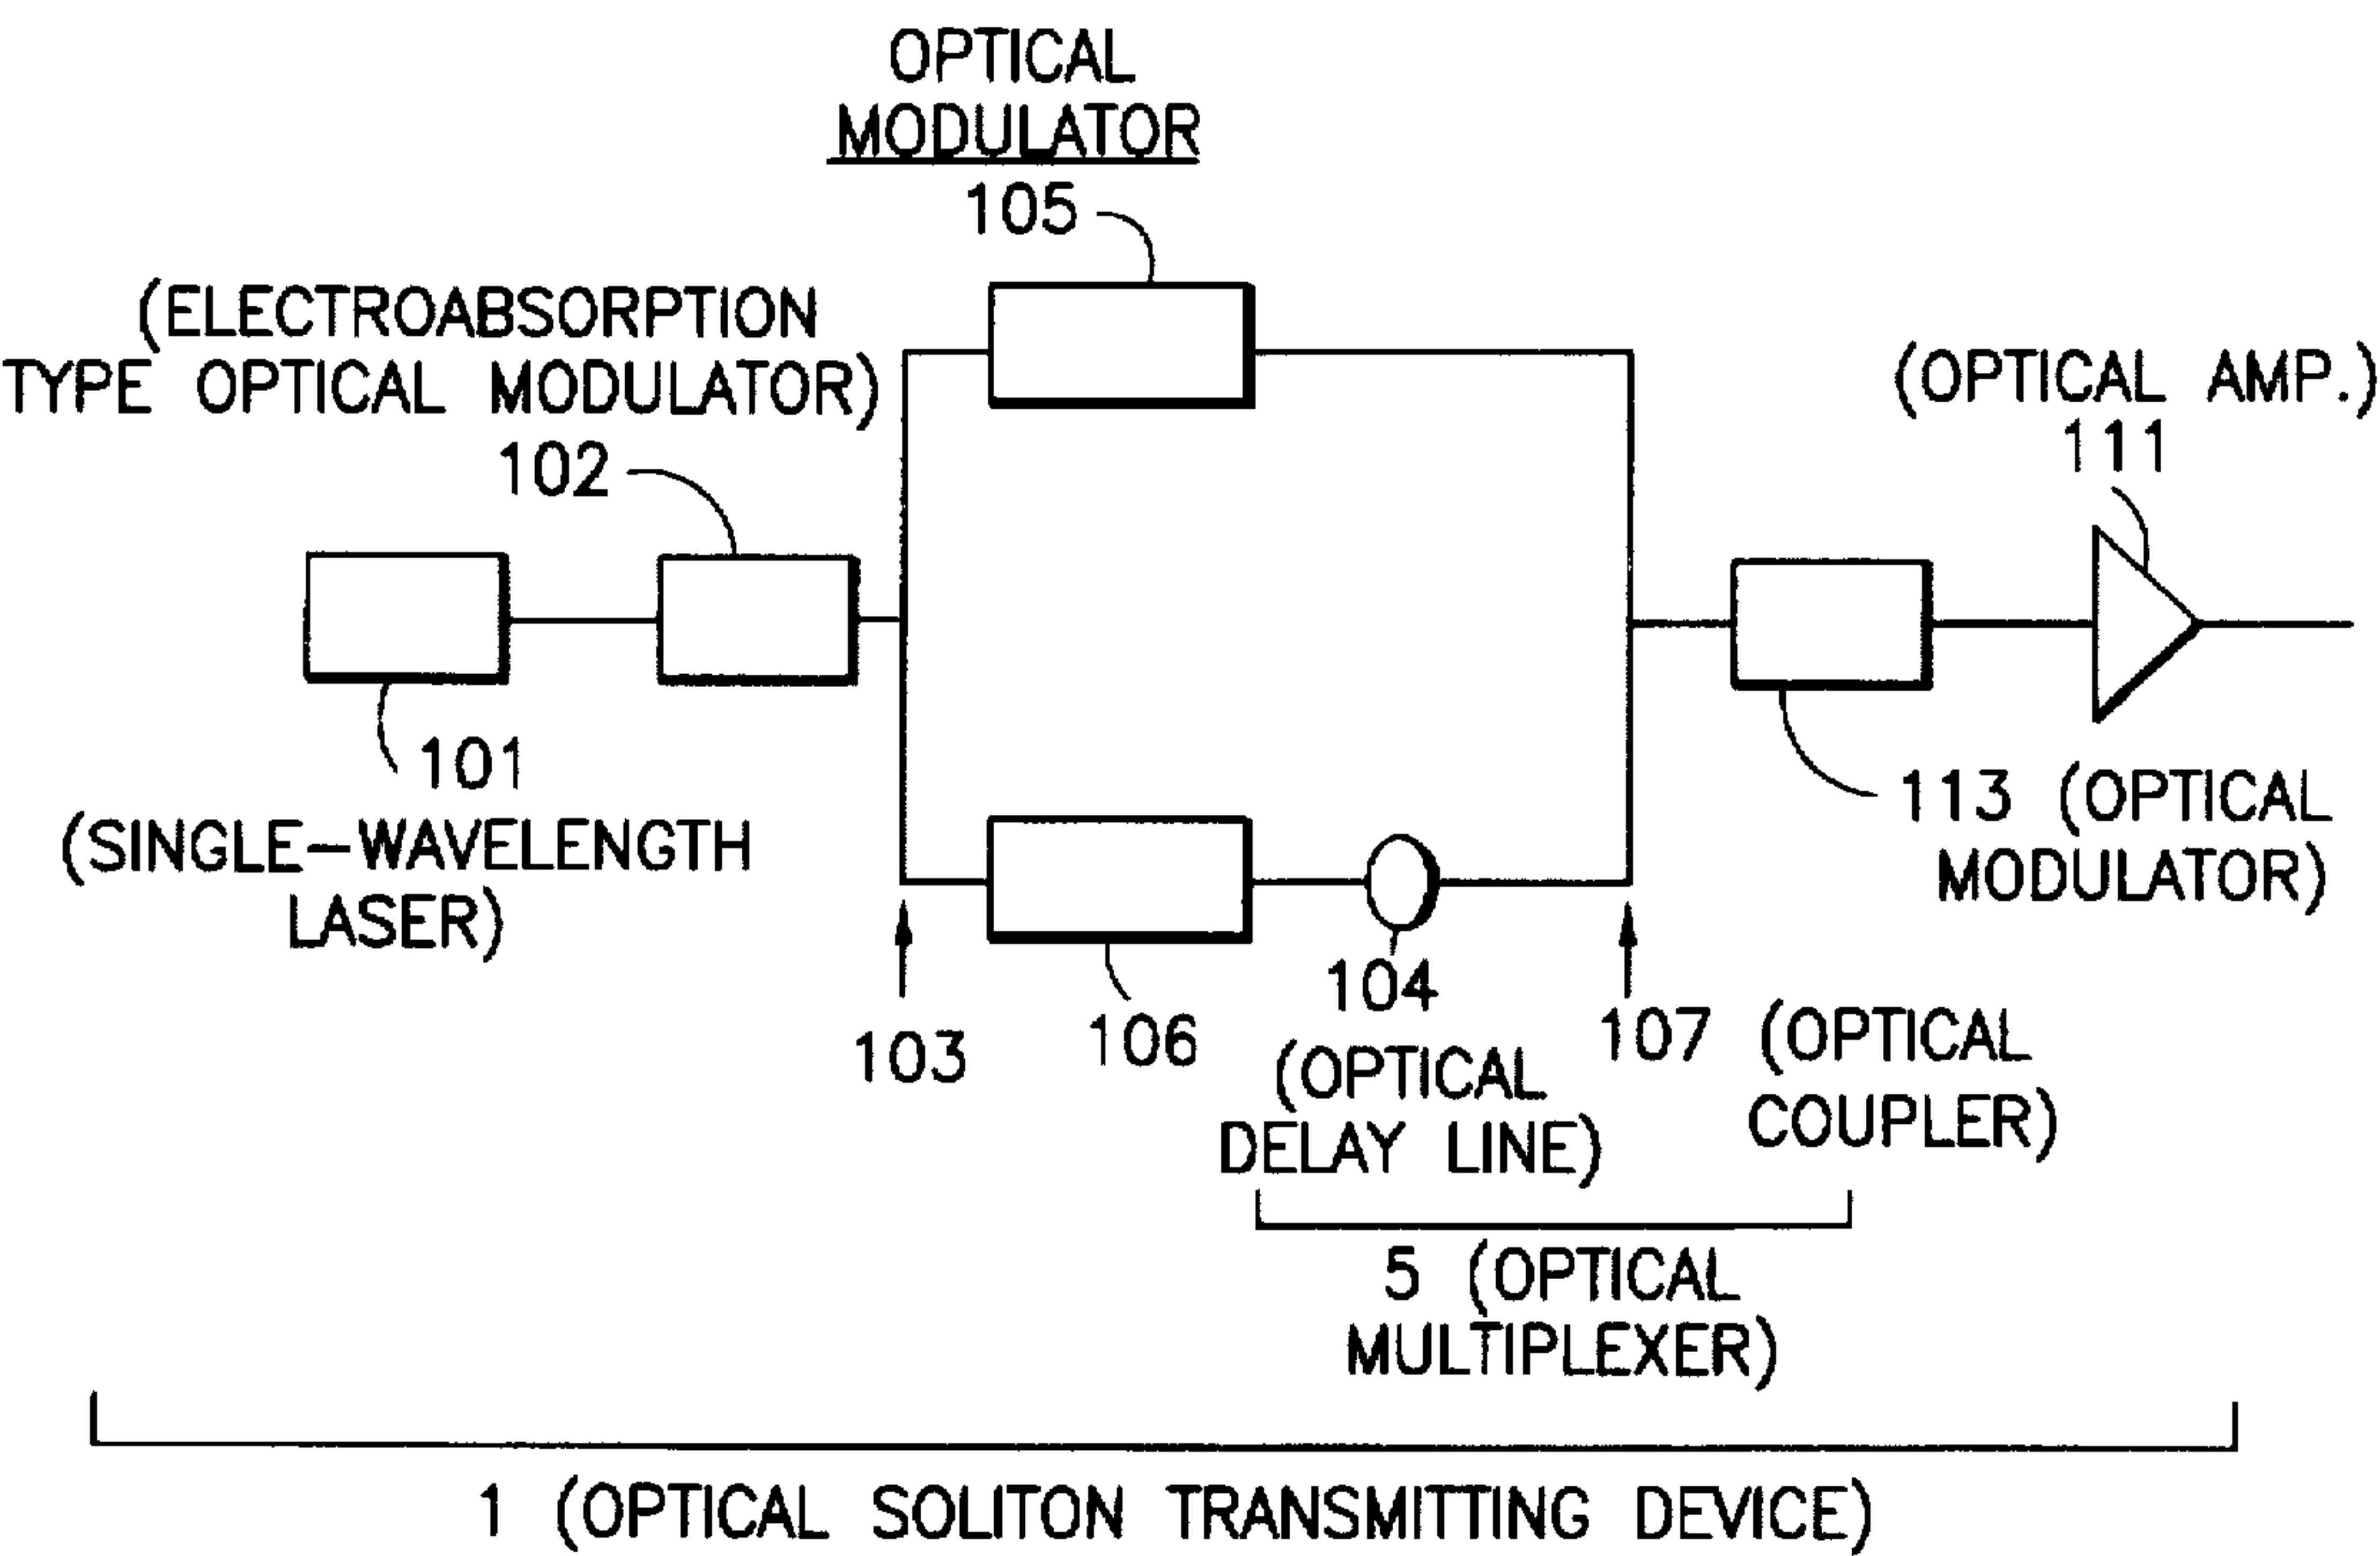 OPTICAL
MODULATOR
105
(ELECTROABSORPTION
TYPE OPTICAL MODULATOR)
102
(OPTICAL AMP.)
111
101
(SINGLE-WAVELENGTH
LASER)
113 (OPTICAL
MODULATOR)
103
106
104
(OPTICAL
DELAY LINE)
107 (OPTICAL
COUPLER)
5 (OPTICAL
MULTIPLEXER)
1 (OPTICAL SOLITON TRANSMITTING DEVICE)